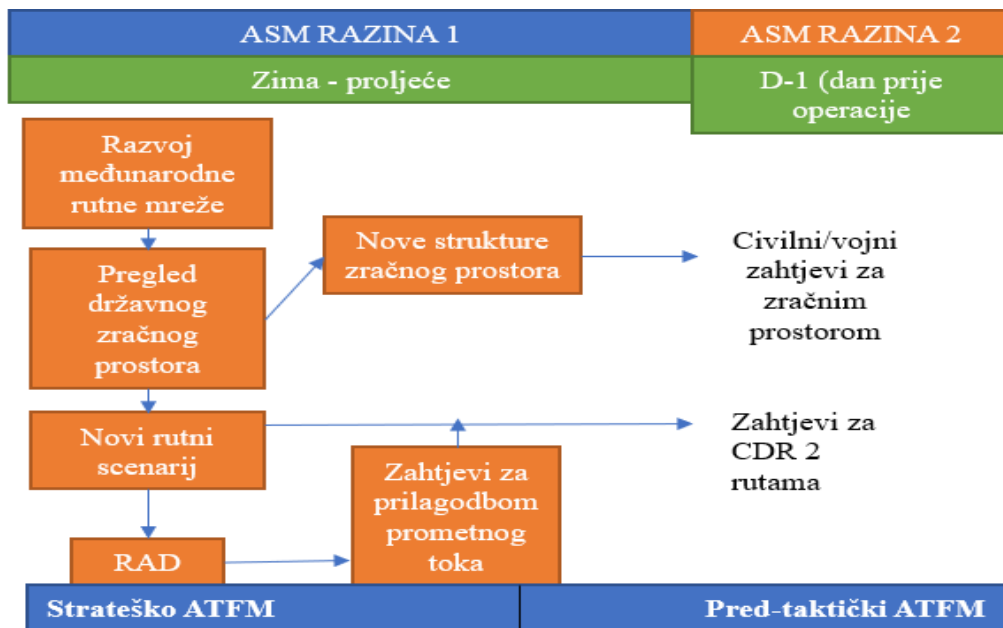 ASM RAZINA 1
ASM RAZINA 2
Zima - proljeće
D-1 (dan prije
operacije
Razvoj
međunarodne
rutne mreže
Nove strukture
zračnog prostora
Civilni/vojni
zahtjevi za
zračnim
prostorom
Pregled
državnog
zračnog
prostora
Novi rutni
scenarij
Zahtjevi za
CDR 2
rutama
Zahtjevi za
prilagodbom
prometnog
toka
RAD
Strateško ATFM
Pred-taktički ATFM